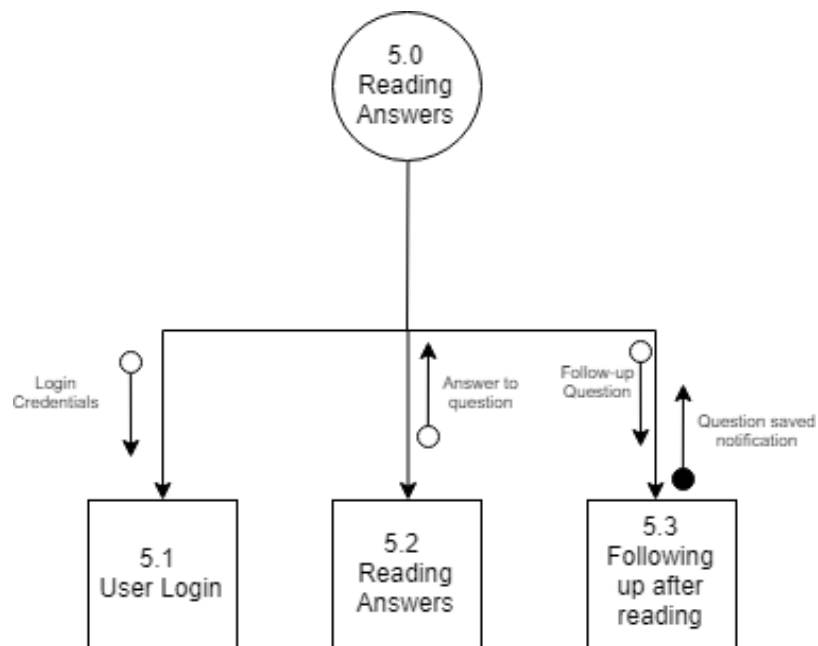 5.0
Reading
Answers
Login
Credentials
Answer to
question
Follow-up
Question
Question saved
notification
5.1
User Login
5.2
Reading
Answers
5.3
Following
up after
reading